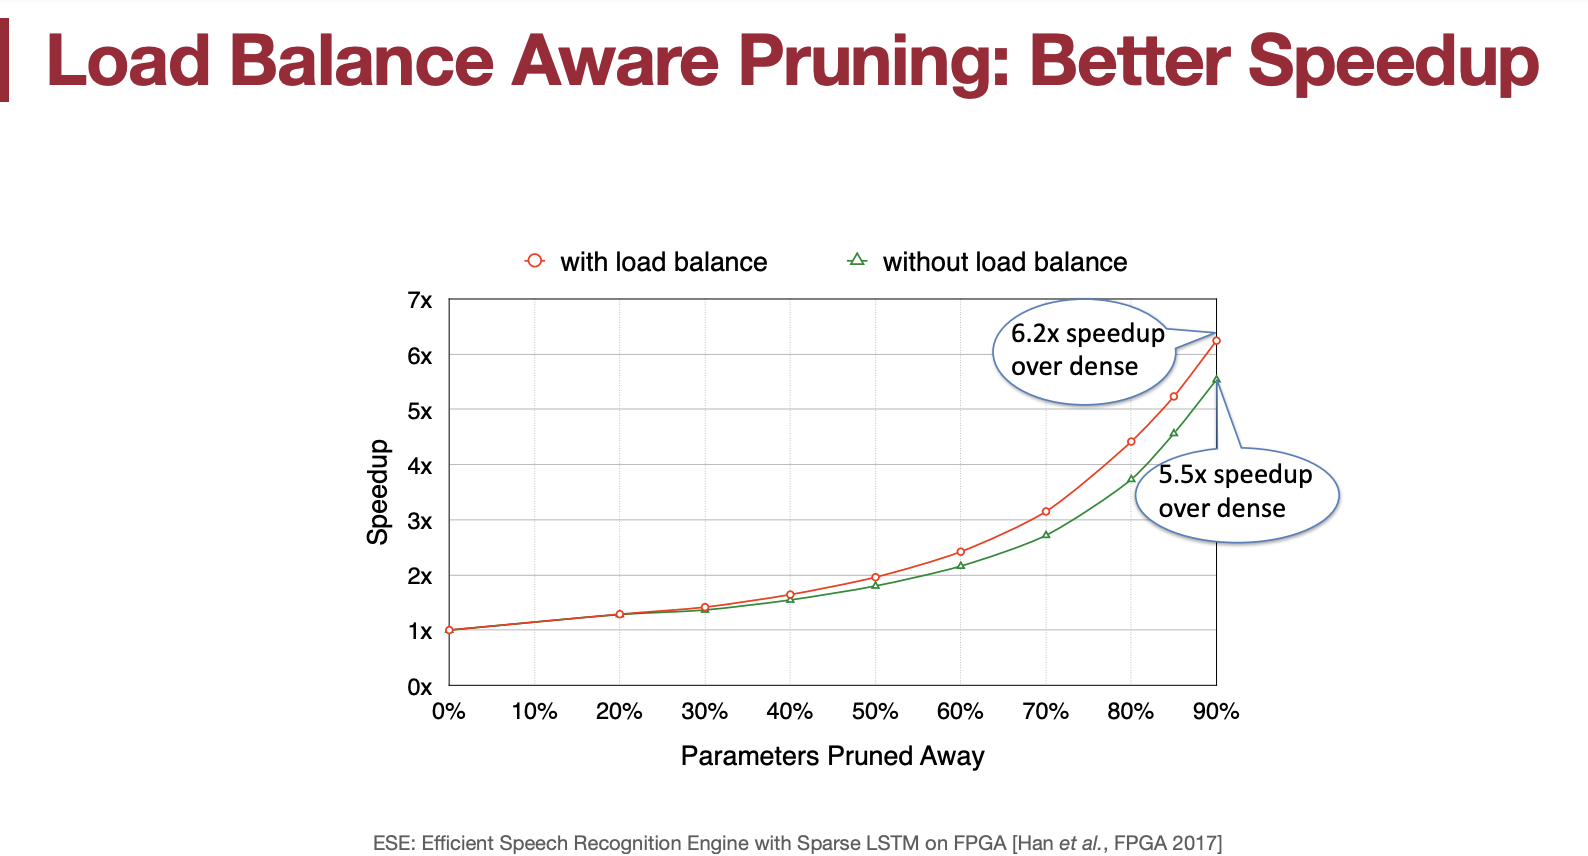 Load Balance Aware Pruning: Better Speedup
with load balance
without load balance
7x
6x
5x
4x
3x
2x
1x
0x
Speedup
6.2x speedup
over dense
5.5x speedup
over dense
0%
10%
20%
30%
40%
50%
60%
70%
80%
90%
Parameters Pruned Away
ESE: Efficient Speech Recognition Engine with Sparse LSTM on FPGA [Han et al., FPGA 2017]